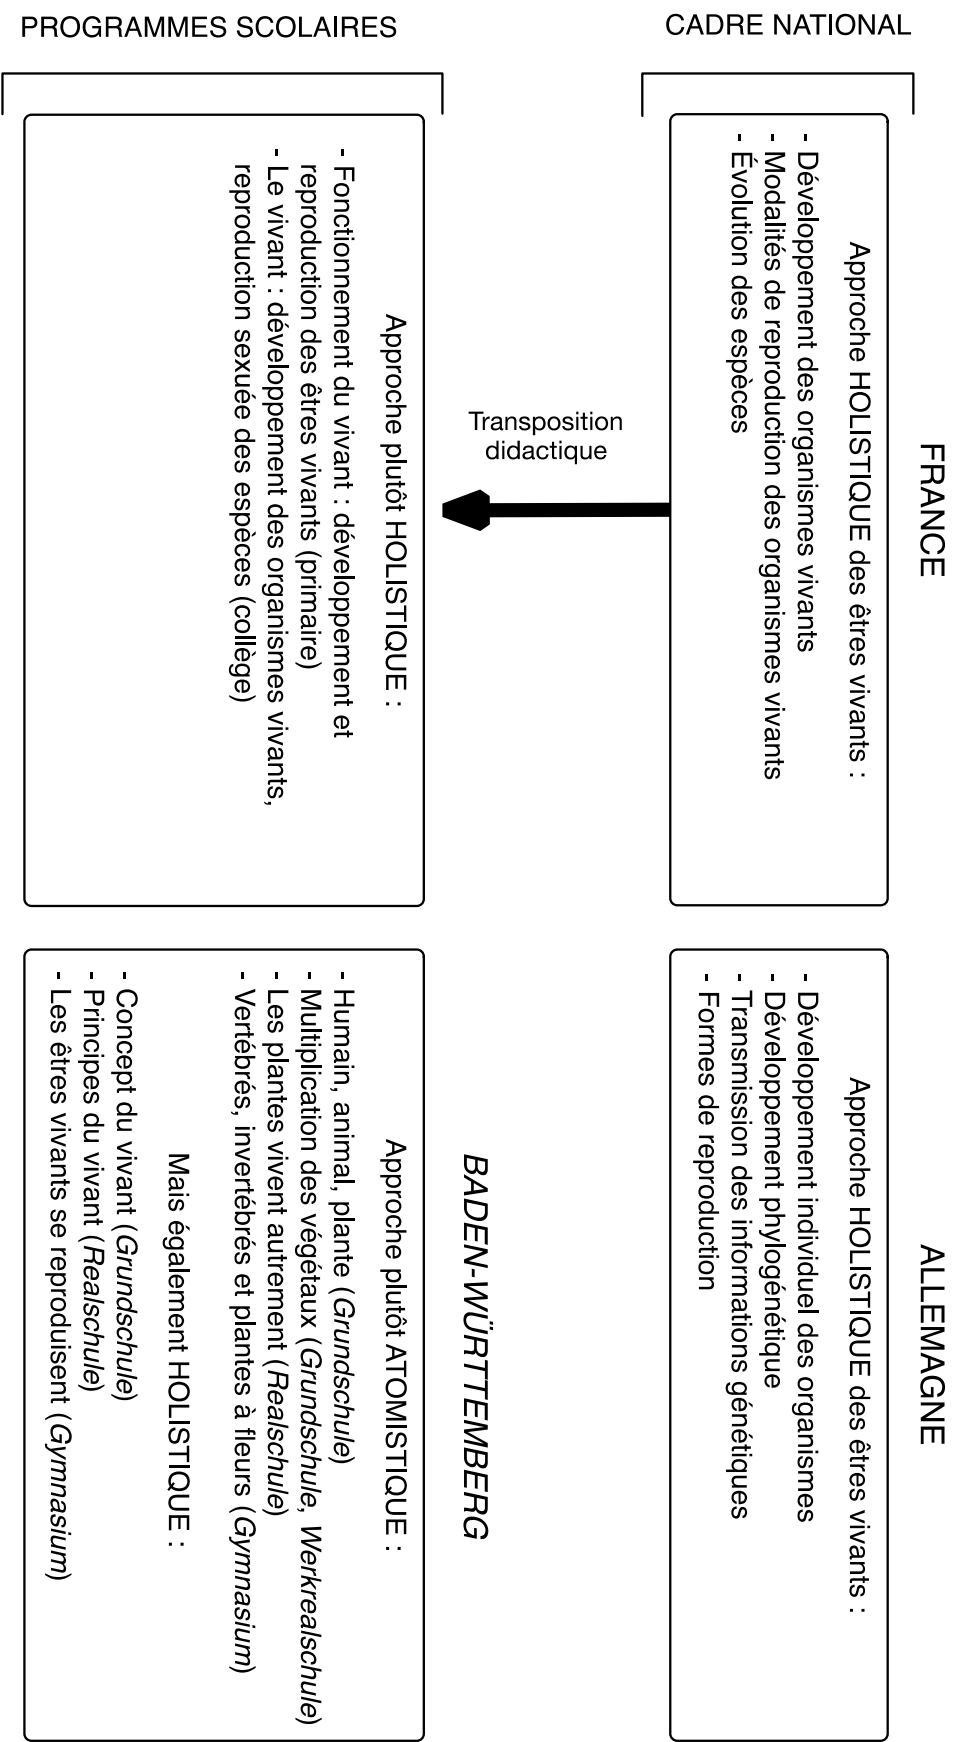 FRANCE
ALLEMAGNE
CADRE NATIONAL
Approche HOLISTIQUE des êtres vivants :
- Développement des organismes vivants
- Modalités de reproduction des organismes vivants
- Évolution des espèces
Approche HOLISTIQUE des êtres vivants :
- Développement individuel des organismes
- Développement phylogénétique
- Transmission des informations génétiques
- Formes de reproduction
Transposition
didactique
BADEN-WÜRTTEMBERG
PROGRAMMES SCOLAIRES
Approche plutôt HOLISTIQUE :
- Fonctionnement du vivant : développement et
reproduction des êtres vivants (primaire)
- Le vivant : développement des organismes vivants,
reproduction sexuée des espèces (collège)
Approche plutôt ATOMISTIQUE :
- Humain, animal, plante (Grundschule)
- Multiplication des végétaux (Grundschule, Werkrealschule)
- Les plantes vivent autrement (Realschule)
- Vertébrés, invertébrés et plantes à fleurs (Gymnasium)
Mais également HOLISTIQUE :
- Concept du vivant (Grundschule)
- Principes du vivant (Realschule)
- Les êtres vivants se reproduisent (Gymnasium)